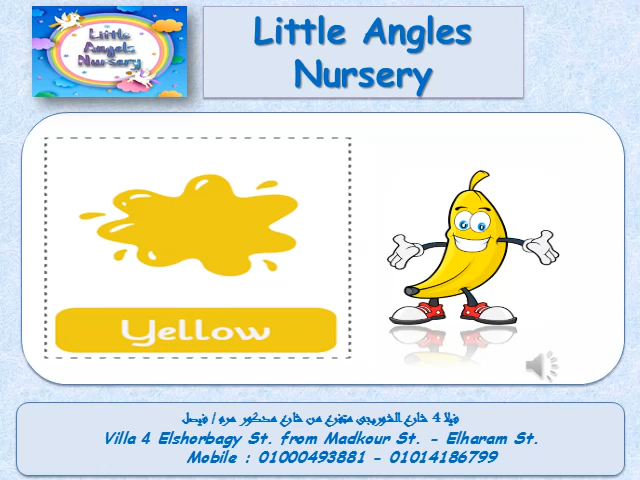 Little
Angels
Nursery
Little Angles
Nursery
Yellow
فيلا 4 شارع الشوربجى متفرع من شارع مدكور هرم / فيصل
Villa 4 Elshorbagy St. from Madkour St. - Elharam St.
Mobile : 01000493881 - 01014186799